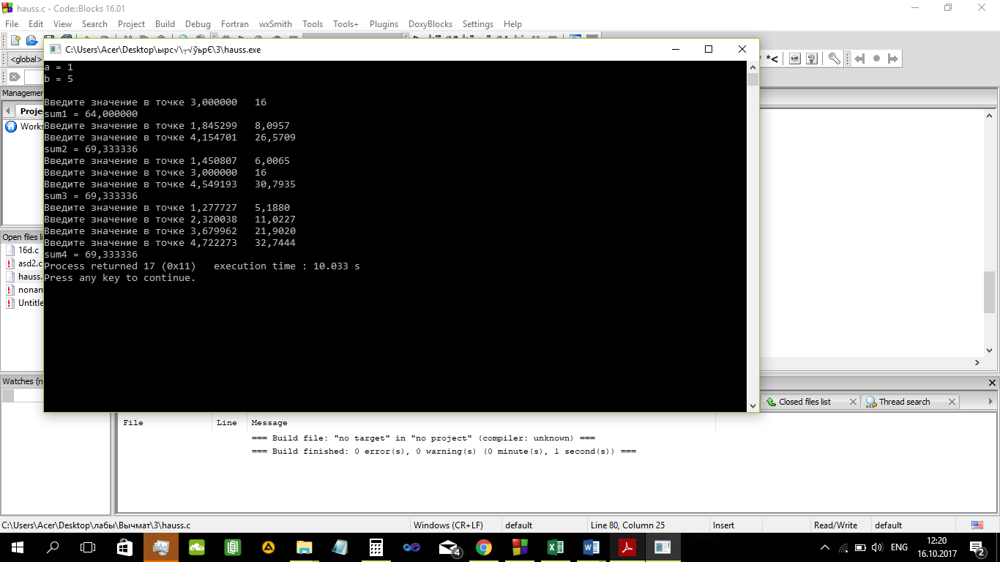 hauss.c - Code::Blocks 16.01
File Edit View Search Project Build Debug Fortran wxSmith Tools Tools+ Plugins DoxyBlocks Settings Help
C:\Users\Acer\Desktop\ырс√\┬√ўьрЄ\3\hauss.exe
<global>
*<
a = 1
b = 5
Введите значение в точке 3,000000 16
sum1 = 64,000000
Введите значение в точке 1,845299 8,0957
Введите значение в точке 4,154701 26,5709
sum2 = 69,333336
Введите значение в точке 1,450807 6,0065
Введите значение в точке 3,000000 16
Введите значение в точке 4,549193 30,7935
sum3 = 69,333336
Введите значение в точке 1,277727 5,1880
Введите значение в точке 2,320038 11,0227
Введите значение в точке 3,679962 21,9020
Введите значение в точке 4,722273 32,7444
sum4 = 69,333336
Process returned 17 (0x11) execution time : 10.033 s
Press any key to continue.
Managemen
Projec
Works
Open files li
16d.c
asd2.c
hauss.
nonam
Untitle
Watches (n
Closed files list
Thread search
File Line Message
=== Build file: "no target" in "no project" (compiler: unknown) ===
=== Build finished: 0 error(s), 0 warning(s) (0 minute(s), 1 second(s)) ===
C:\Users\Acer\Desktop\лабы\Вычмат\3\hauss.c Windows (CR+LF) default Line 80, Column 25 Insert Read/Write default
4
ENG
12:20
16.10.2017
2